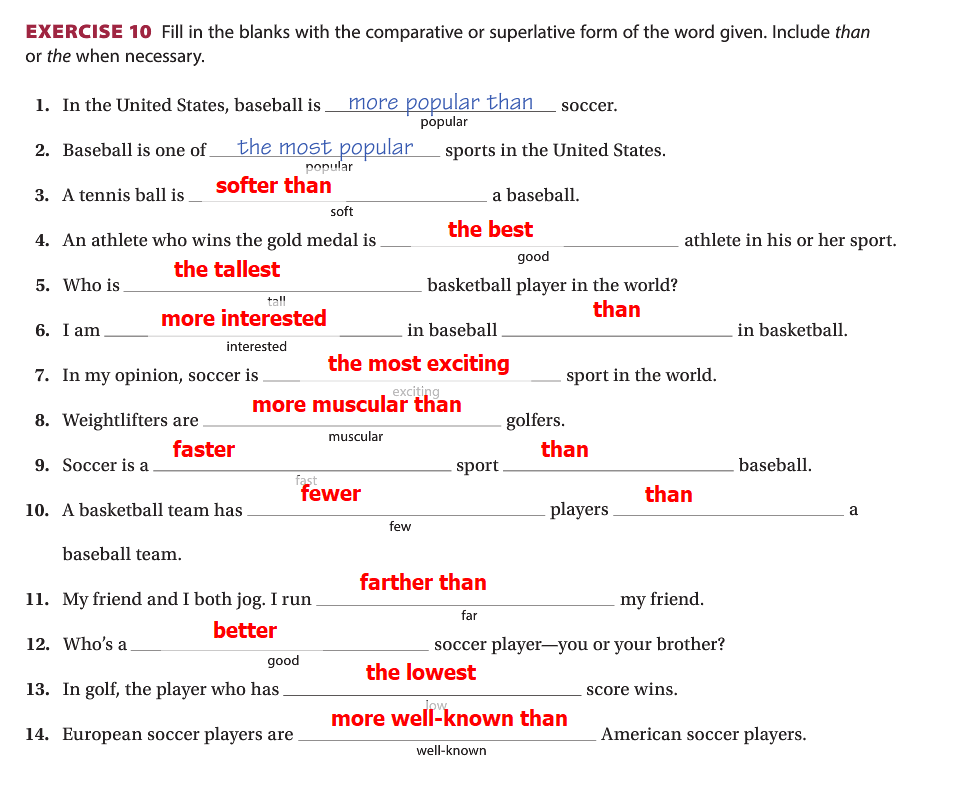 EXERCISE 10 Fill in the blanks with the comparative or superlative form of the word given. Include than
or the when necessary.
1. In the United States, baseball is more popular than soccer.
popular
2. Baseball is one of the most popular sports in the United States.
popular
3. A tennis ball is softer than a baseball.
soft
4. An athlete who wins the gold medal is the best athlete in his or her sport.
good
5. Who is the tallest basketball player in the world?
tall
6. I am more interested in baseball than in basketball.
interested
7. In my opinion, soccer is the most exciting sport in the world.
exciting
8. Weightlifters are more muscular than golfers.
muscular
9. Soccer is a faster sport than baseball.
fast
10. A basketball team has fewer players than a
few
baseball team.
11. My friend and I both jog. I run farther than my friend.
far
12. Who's a better soccer player—you or your brother?
good
13. In golf, the player who has the lowest score wins.
low
14. European soccer players are more well-known than American soccer players.
well-known